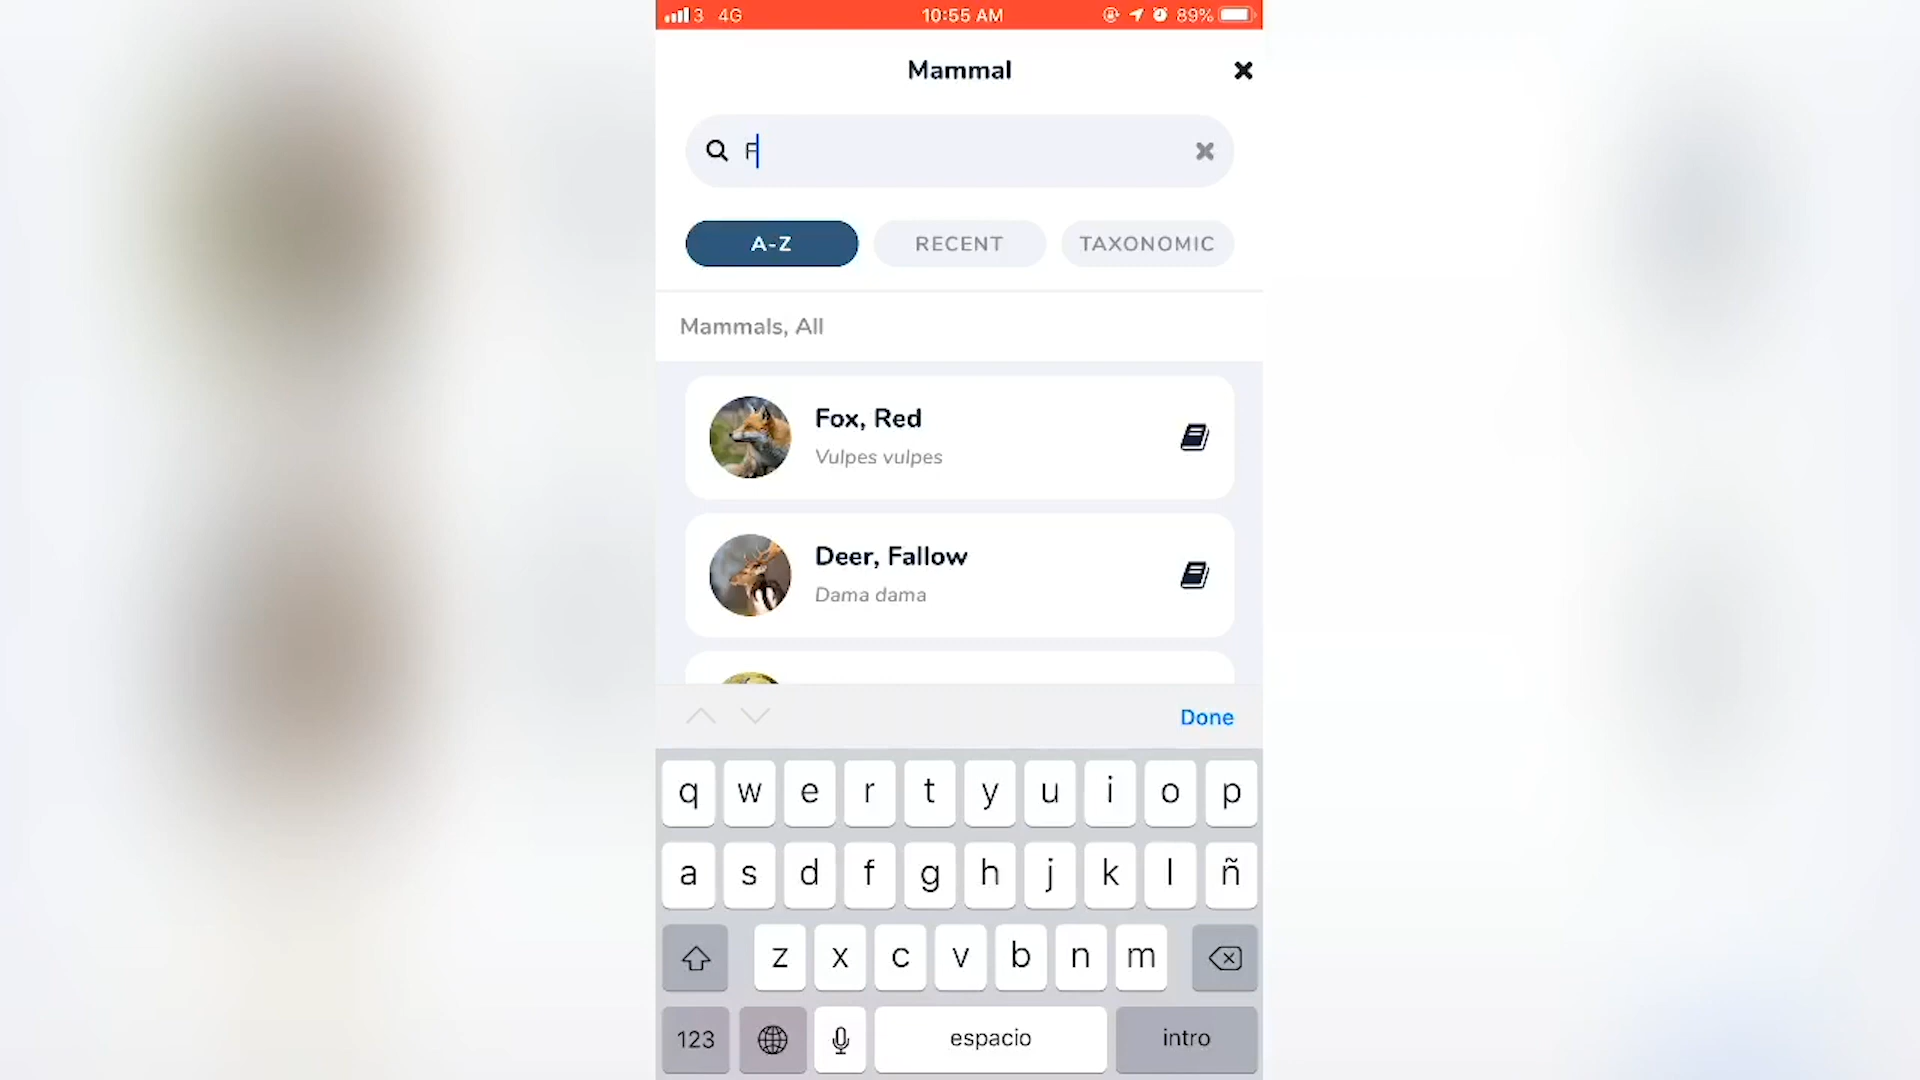 3 4G 10:55 AM 89%
Mammal
F
A-Z RECENT TAXONOMIC
Mammals, All
Fox, Red
Vulpes vulpes
Deer, Fallow
Dama dama
Done
q w e r t y u i o p
a s d f g h j k l ñ
z x c v b n m
123 espacio intro